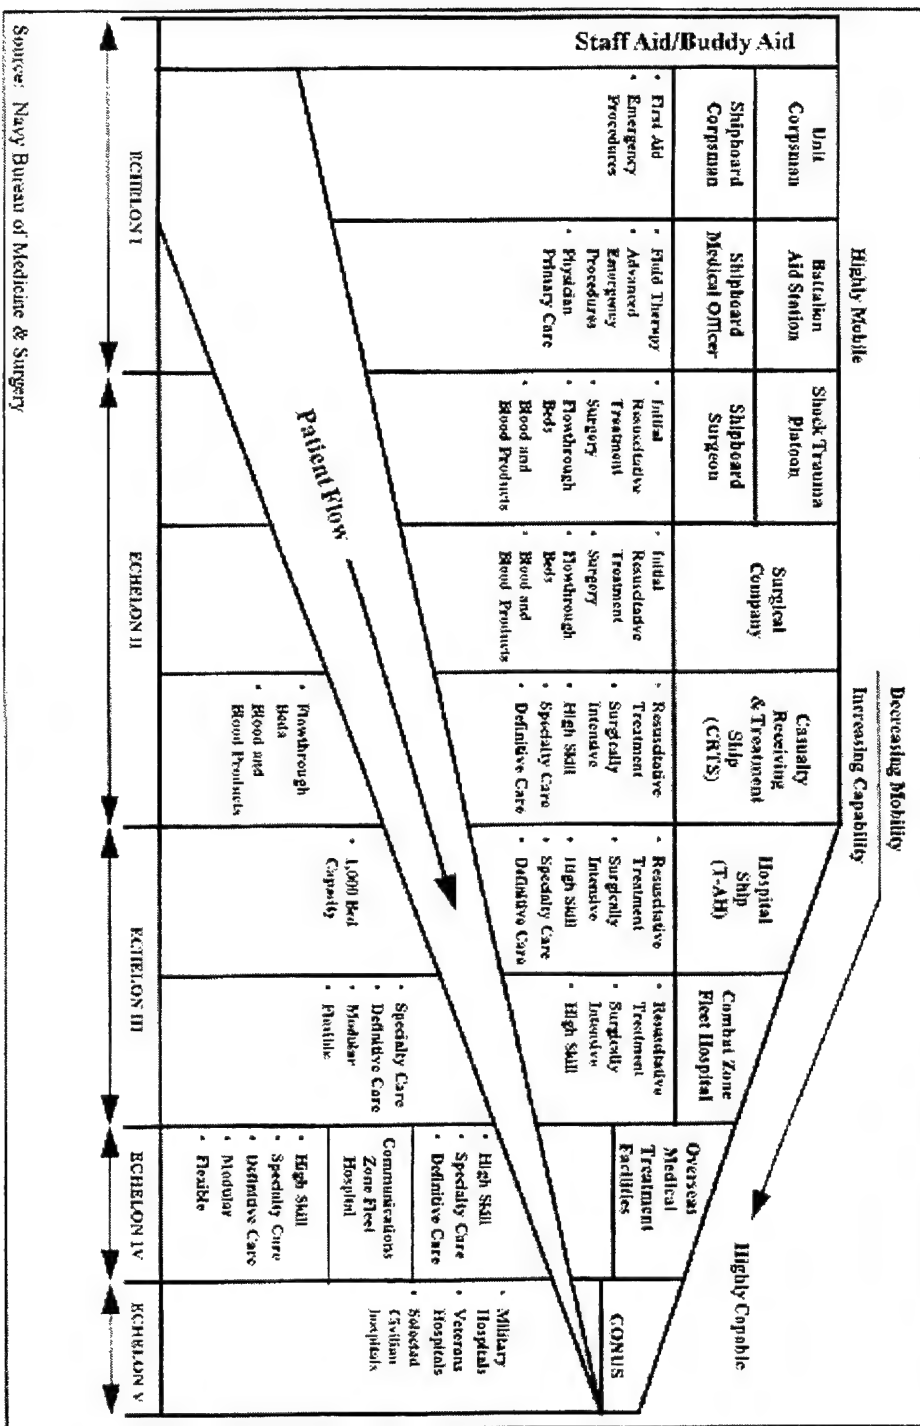 Highly Mobile
Decreasing Mobility
Increasing Capability
Highly Capable
Staff Aid/Buddy Aid
Unit
Corpsman
Shipboard
Corpsman
• First Aid
• Emergency
Procedures
Battalion
Aid Station
Shipboard
Medical Officer
• Fluid Therapy
• Advanced
Emergency
Procedures
• Physician
Primary Care
Shock Trauma
Platoon
Shipboard
Surgeon
• Initial
Resuscitative
Treatment
• Surgery
• Flowthrough
Beds
• Blood and
Blood Products
Surgical
Company
• Initial
Resuscitative
Treatment
• Surgery
• Flowthrough
Beds
• Blood and
Blood Products
Casualty
Receiving
& Treatment
Ship
(CRTS)
• Resuscitative
Treatment
• Surgically
Intensive
• High Skill
• Specialty Care
• Definitive Care
• Flowthrough
Beds
• Blood and
Blood Products
Hospital
Ship
(T-AH)
• Resuscitative
Treatment
• Surgically
Intensive
• High Skill
• Specialty Care
• Definitive Care
• 1,000 Bed
Capacity
Combat Zone
Fleet Hospital
• Resuscitative
Treatment
• Surgically
Intensive
• High Skill
• Specialty Care
• Definitive Care
• Modular
• Flexible
Overseas
Medical
Treatment
Facilities
• High Skill
• Specialty Care
• Definitive Care
Communications
Zone Fleet
Hospital
• High Skill
• Specialty Care
• Definitive Care
• Modular
• Flexible
CONUS
• Military
Hospitals
• Veterans
Hospitals
• Selected
Civilian
Hospitals
Patient Flow
ECHELON I
ECHELON II
ECHELON III
ECHELON IV
ECHELON V
Source: Navy Bureau of Medicine & Surgery